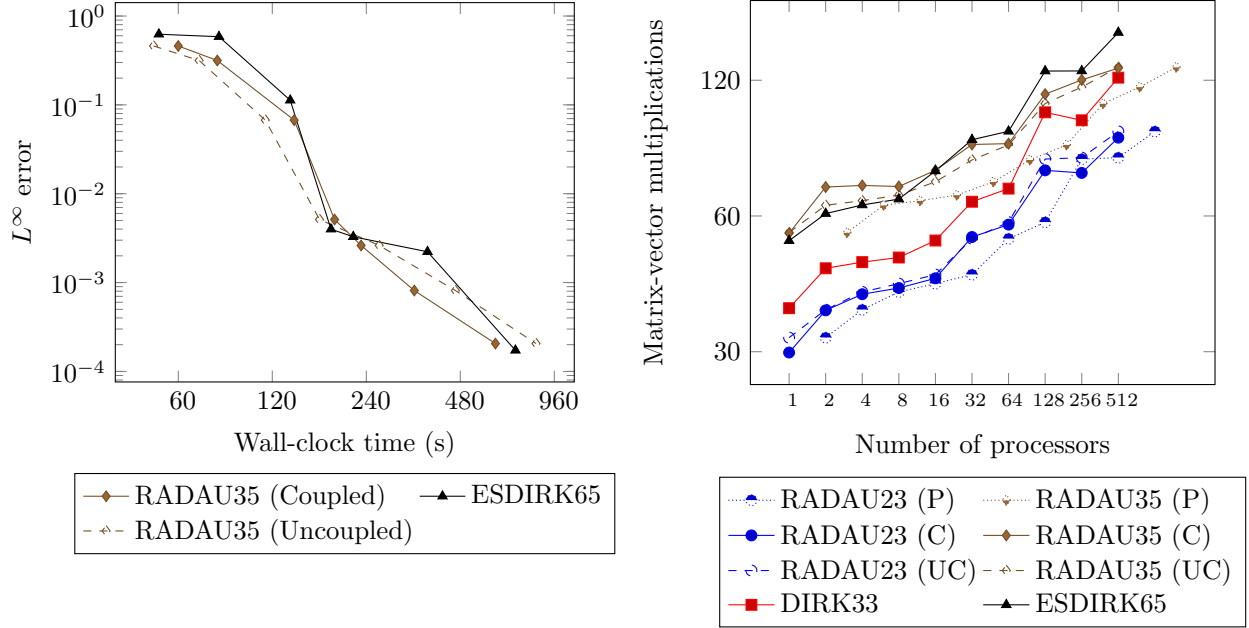 10^0
10^{-1}
10^{-2}
10^{-3}
10^{-4}
L^∞ error
60 120 240 480 960
Wall-clock time (s)
RADAU35 (Coupled) ESDIRK65
RADAU35 (Uncoupled)
120
60
30
Matrix-vector multiplications
1 2 4 8 16 32 64 128 256 512
Number of processors
RADAU23 (P) RADAU35 (P)
RADAU23 (C) RADAU35 (C)
RADAU23 (UC) RADAU35 (UC)
DIRK33 ESDIRK65